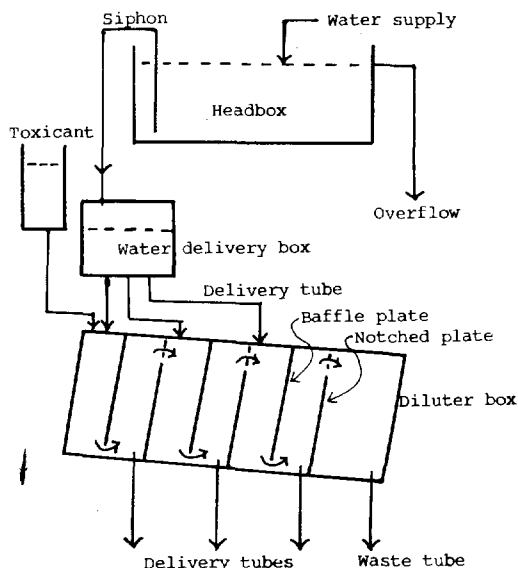 Siphon
Water supply
Headbox
Toxicant
Overflow
Water delivery box
Delivery tube
Baffle plate
Notched plate
Diluter box
Delivery tubes
Waste tube